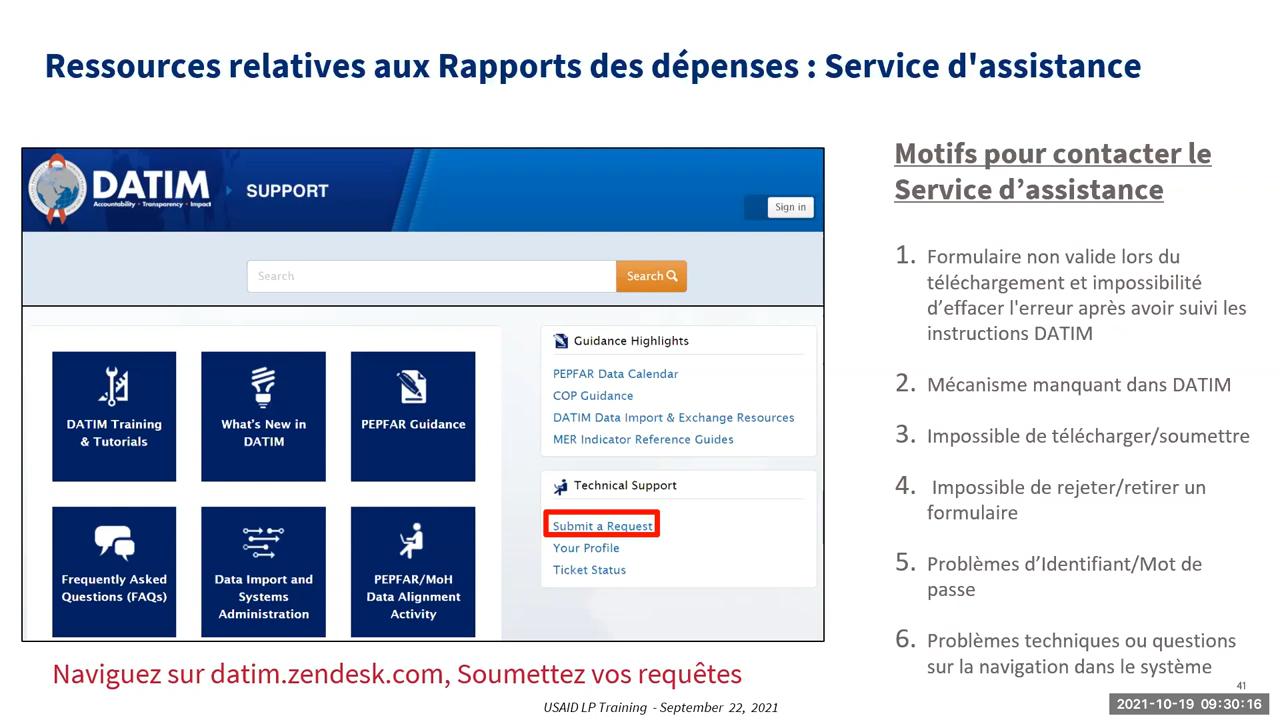 Ressources relatives aux Rapports des dépenses : Service d'assistance
DATIM
Accountability · Transparency · Impact
SUPPORT
Sign in
Search
Search
DATIM Training
& Tutorials
What's New in
DATIM
PEPFAR Guidance
Frequently Asked
Questions (FAQs)
Data Import and
Systems
Administration
PEPFAR/MoH
Data Alignment
Activity
Guidance Highlights
PEPFAR Data Calendar
COP Guidance
DATIM Data Import & Exchange Resources
MER Indicator Reference Guides
Technical Support
Submit a Request
Your Profile
Ticket Status
Naviguez sur datim.zendesk.com, Soumettez vos requêtes
Motifs pour contacter le
Service d’assistance
1. Formulaire non valide lors du
téléchargement et impossibilité
d’effacer l'erreur après avoir suivi les
instructions DATIM
2. Mécanisme manquant dans DATIM
3. Impossible de télécharger/soumettre
4. Impossible de rejeter/retirer un
formulaire
5. Problèmes d’Identifiant/Mot de
passe
6. Problèmes techniques ou questions
sur la navigation dans le système
41
USAID LP Training - September 22, 2021
2021-10-19 09:30:16